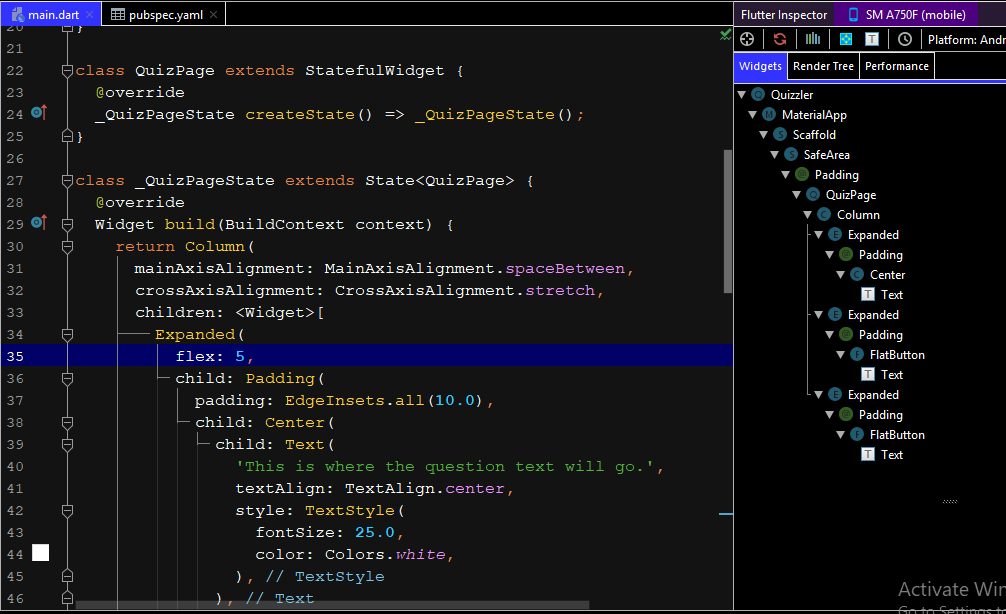 main.dart
pubspec.yaml
20 }
21
22 class QuizPage extends StatefulWidget {
23 @override
24 _QuizPageState createState() => _QuizPageState();
25 }
26
27 class _QuizPageState extends State<QuizPage> {
28 @override
29 Widget build(BuildContext context) {
30 return Column(
31 mainAxisAlignment: MainAxisAlignment.spaceBetween,
32 crossAxisAlignment: CrossAxisAlignment.stretch,
33 children: <Widget>[
34 Expanded(
35 flex: 5,
36 child: Padding(
37 padding: EdgeInsets.all(10.0),
38 child: Center(
39 child: Text(
40 'This is where the question text will go.',
41 textAlign: TextAlign.center,
42 style: TextStyle(
43 fontSize: 25.0,
44 color: Colors.white,
45 ), // TextStyle
46 ), // Text
Flutter Inspector
SM A750F (mobile)
Platform: Andr
Widgets
Render Tree
Performance
Quizzler
MaterialApp
Scaffold
SafeArea
Padding
QuizPage
Column
Expanded
Padding
Center
Text
Expanded
Padding
FlatButton
Text
Expanded
Padding
FlatButton
Text
Activate Win
Go to Settings to